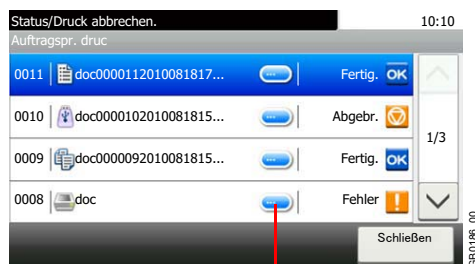 Status/Druck abbrechen. 10:10
Auftragspr. druc
0011 doc0000112010081817... Fertig. OK
0010 doc0000102010081815... Abgebr.
1/3
0009 doc0000092010081815... Fertig. OK
0008 doc Fehler
Schließen